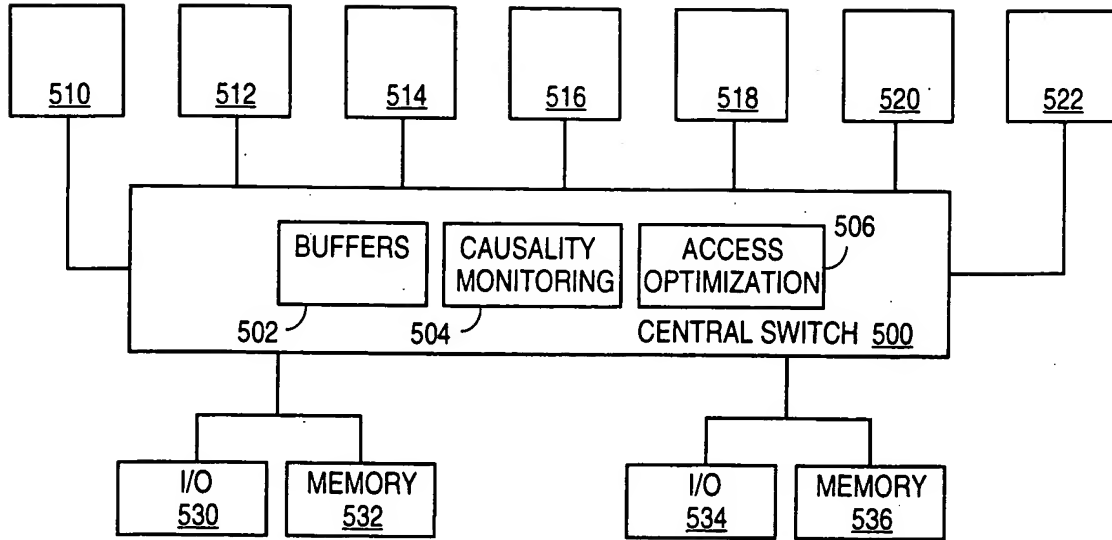 510
512
514
516
518
520
522
BUFFERS
CAUSALITY
MONITORING
ACCESS
OPTIMIZATION
506
502
504
CENTRAL SWITCH 500
I/O
530
MEMORY
532
I/O
534
MEMORY
536